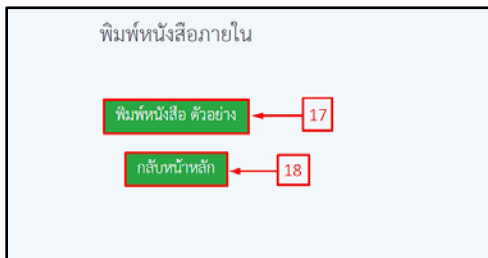 พิมพ์หนังสือภายใน
พิมพ์หนังสือ ตัวอย่าง 17
กลับหน้าหลัก 18